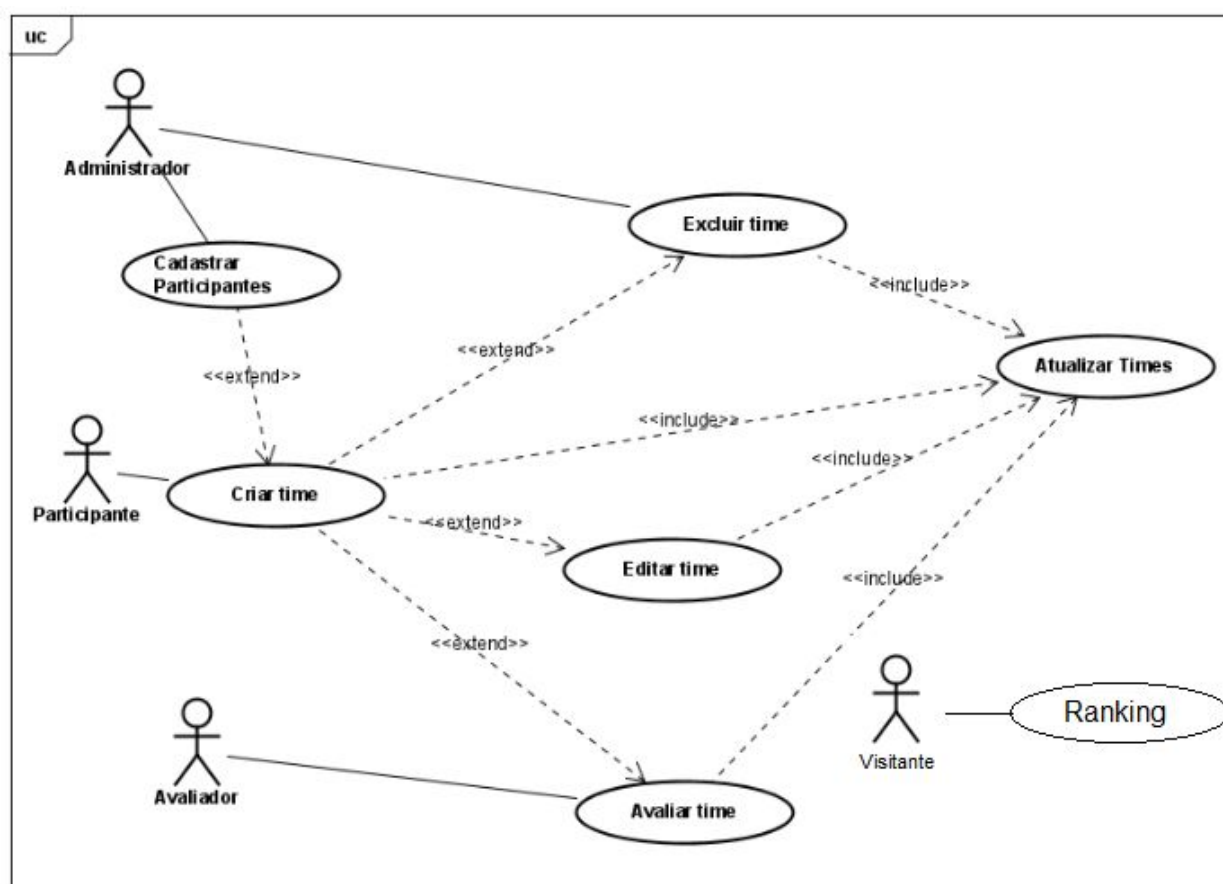 uc
Administrador
Excluir time
Cadastrar
Participantes
<<include>>
<<extend>>
Atualizar Times
<<extend>>
<<include>>
Participante
Criar time
<<include>>
<<extend>>
Editar time
<<include>>
<<extend>>
Ranking
Visitante
Avaliador
Avaliar time